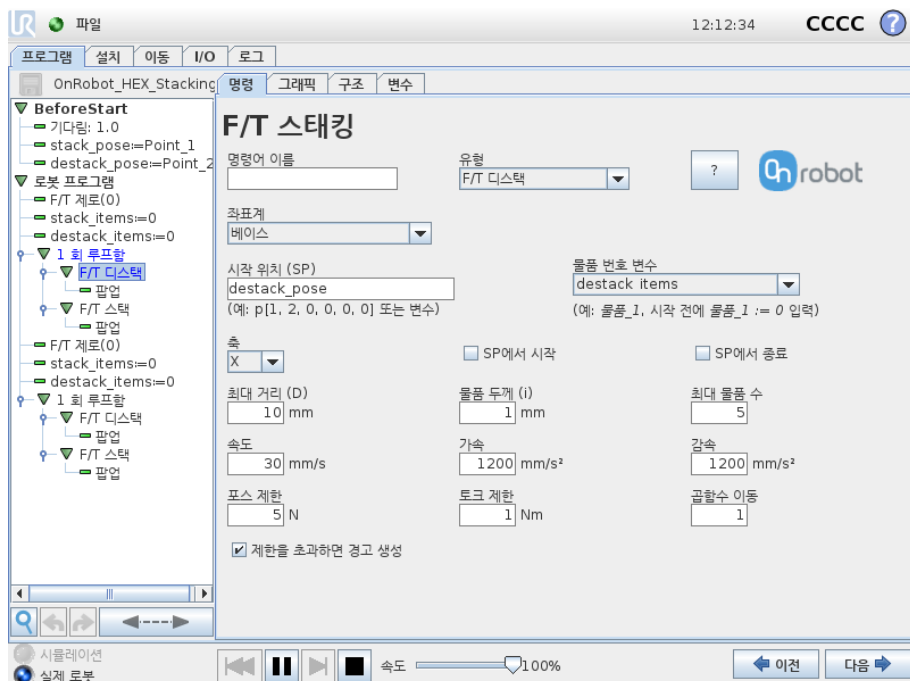 파일 12:12:34 CCCC ?
프로그램 설치 이동 I/O 로그
OnRobot_HEX_Stacking 명령 그래픽 구조 변수
BeforeStart
기다림: 1.0
stack_pose:=Point_1
destack_pose:=Point_2
로봇 프로그램
F/T 제로(0)
stack_items:=0
destack_items:=0
1 회 루프함
F/T 디스택
팝업
F/T 스택
팝업
F/T 제로(0)
stack_items:=0
destack_items:=0
1 회 루프함
F/T 디스택
팝업
F/T 스택
팝업
F/T 스태킹
명령어 이름 유형
F/T 디스택 ? On robot
좌표계
베이스
시작 위치 (SP) 물품 번호 변수
destack_pose destack items
(예: p[1, 2, 0, 0, 0, 0] 또는 변수) (예: 물품_1, 시작 전에 물품_1 := 0 입력)
축
X SP에서 시작 SP에서 종료
최대 거리 (D) 물품 두께 (i) 최대 물품 수
10 mm 1 mm 5
속도 가속 감속
30 mm/s 1200 mm/s² 1200 mm/s²
포스 제한 토크 제한 곱함수 이동
5 N 1 Nm 1
제한을 초과하면 경고 생성
시뮬레이션
실제 로봇
속도 100% 이전 다음